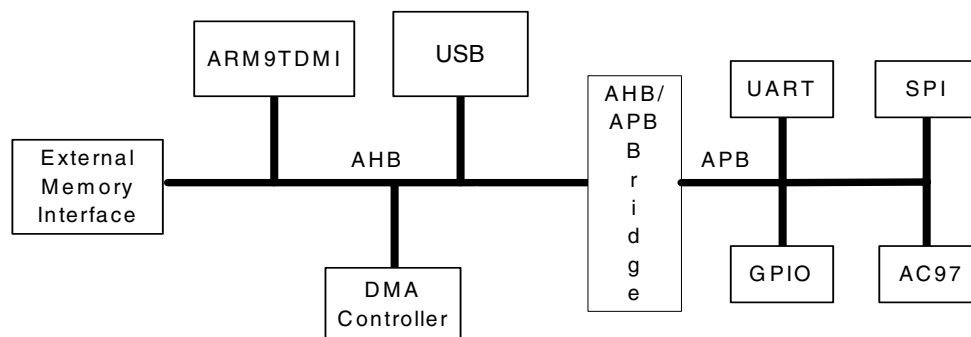 ARM9TDMI
USB
External
Memory
Interface
AHB
DMA
Controller
AHB/
APB
B
r
i
d
g
e
APB
UART
SPI
GPIO
AC97